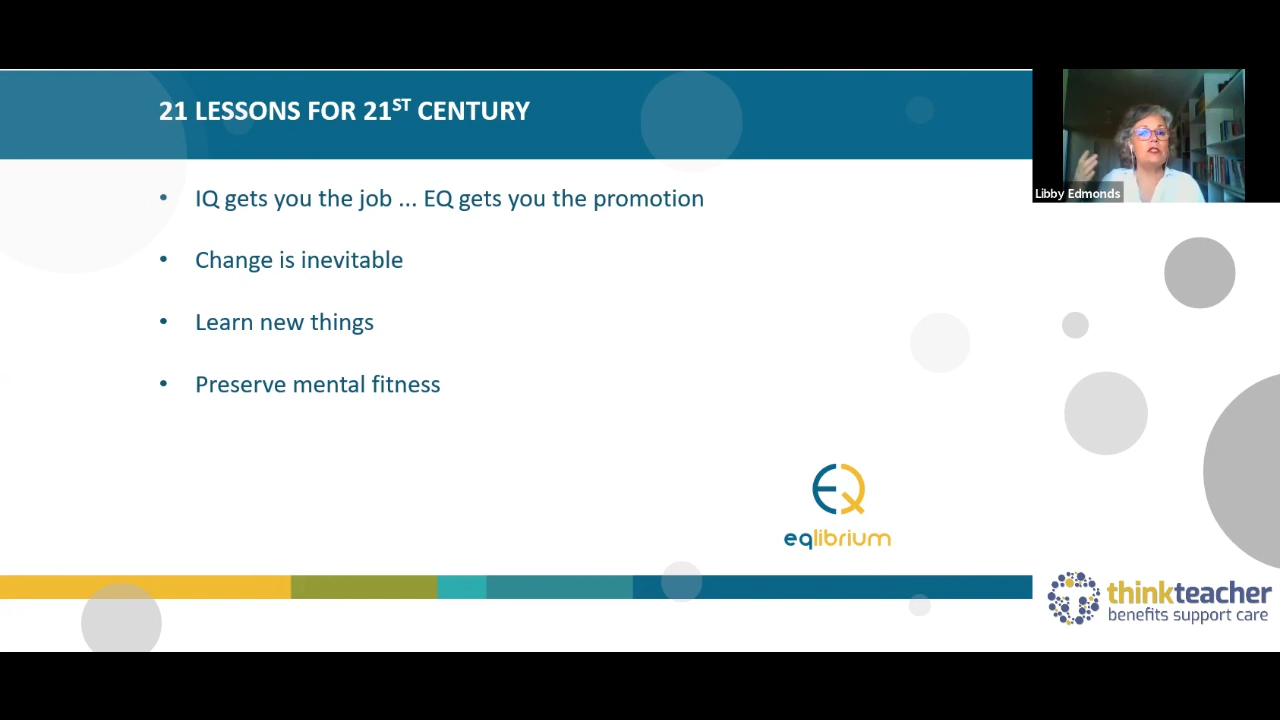 21 LESSONS FOR 21ST CENTURY
• IQ gets you the job ... EQ gets you the promotion
• Change is inevitable
• Learn new things
• Preserve mental fitness
Libby Edmonds
EQ
eqlibrium
thinkteacher
benefits support care